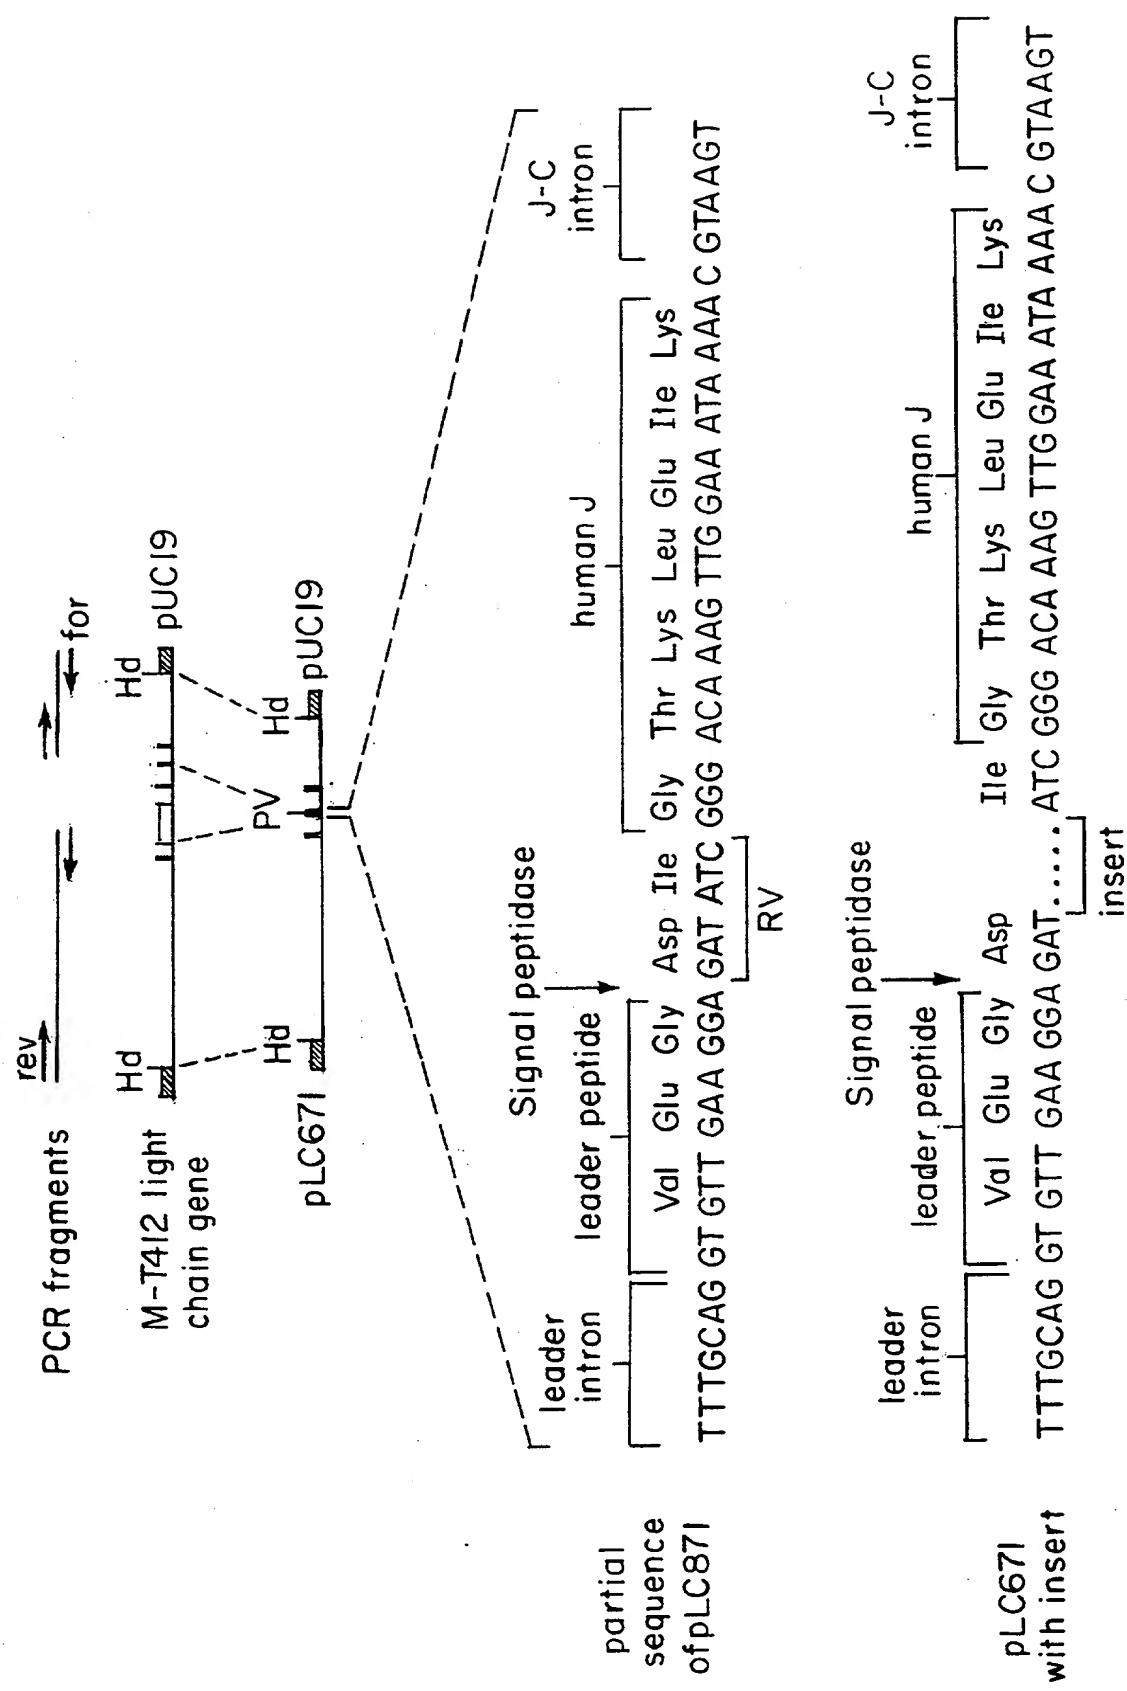 PCR fragments
rev
for
M-T412 light
chain gene
Hd
Hd
pUC19
pLC671
Hd
PV
Hd
pUC19
Signal peptidase
leader
intron
leader peptide
human J
J-C
intron
Val Glu Gly Asp Ile Gly Thr Lys Leu Glu Ile Lys
partial
sequence
of pLC871
TTTGCAG GT GTT GAA GGA GAT ATC GGG ACA AAG TTG GAA ATA AAA C GTAAGT
RV
Signal peptidase
leader
intron
leader peptide
human J
J-C
intron
Val Glu Gly Asp Ile Gly Thr Lys Leu Glu Ile Lys
pLC671
with insert
TTTGCAG GT GTT GAA GGA GAT......ATC GGG ACA AAG TTG GAA ATA AAA C GTAAGT
insert